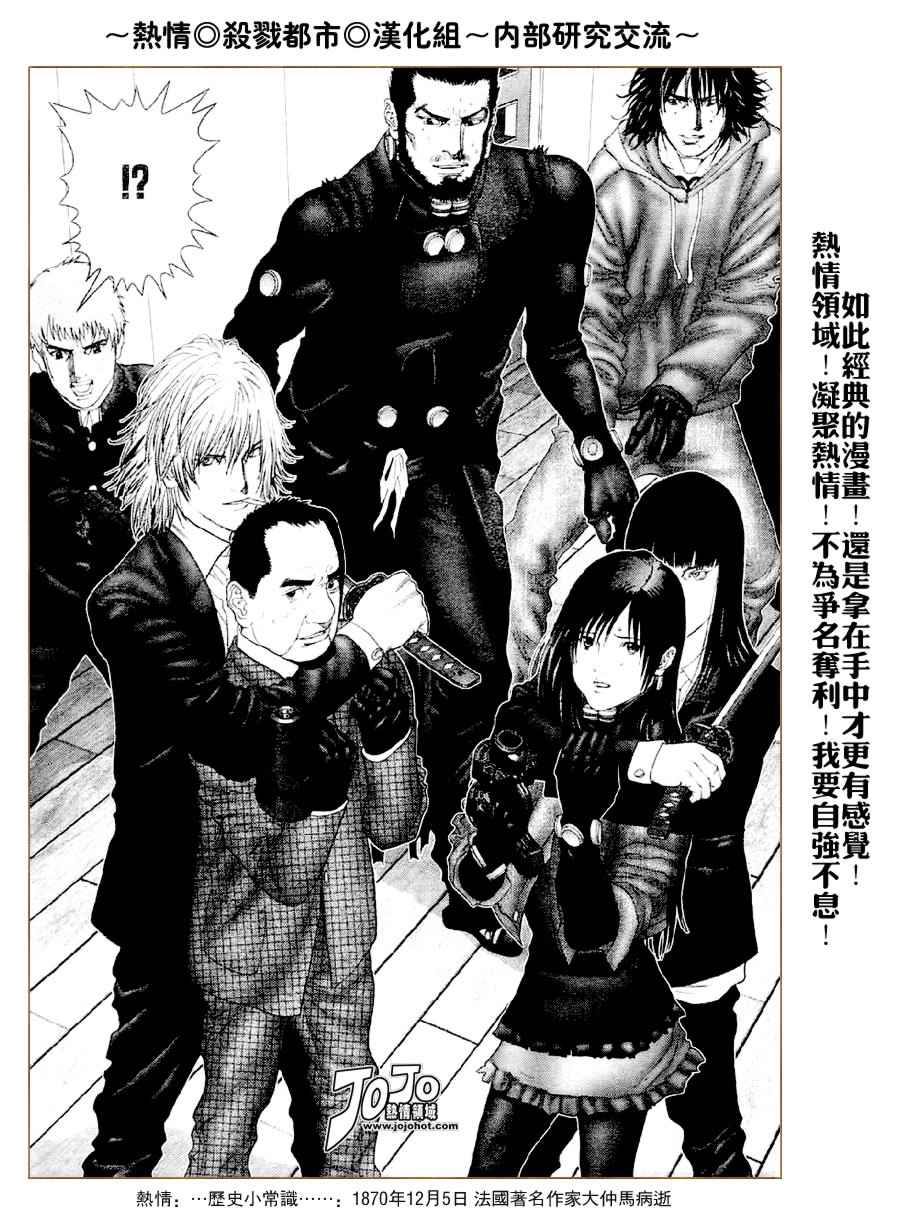 ~熱情◎殺戮都市◎漢化組~内部研究交流~
!?
如此經典的漫畫!還是拿在手中才更有感覺!
熱情領域!凝聚熱情!不為爭名奪利!我要自強不息!
JOJO
熱情領域
www.jojohot.com
熱情:…歷史小常識……:1870年12月5日 法國著名作家大仲馬病逝